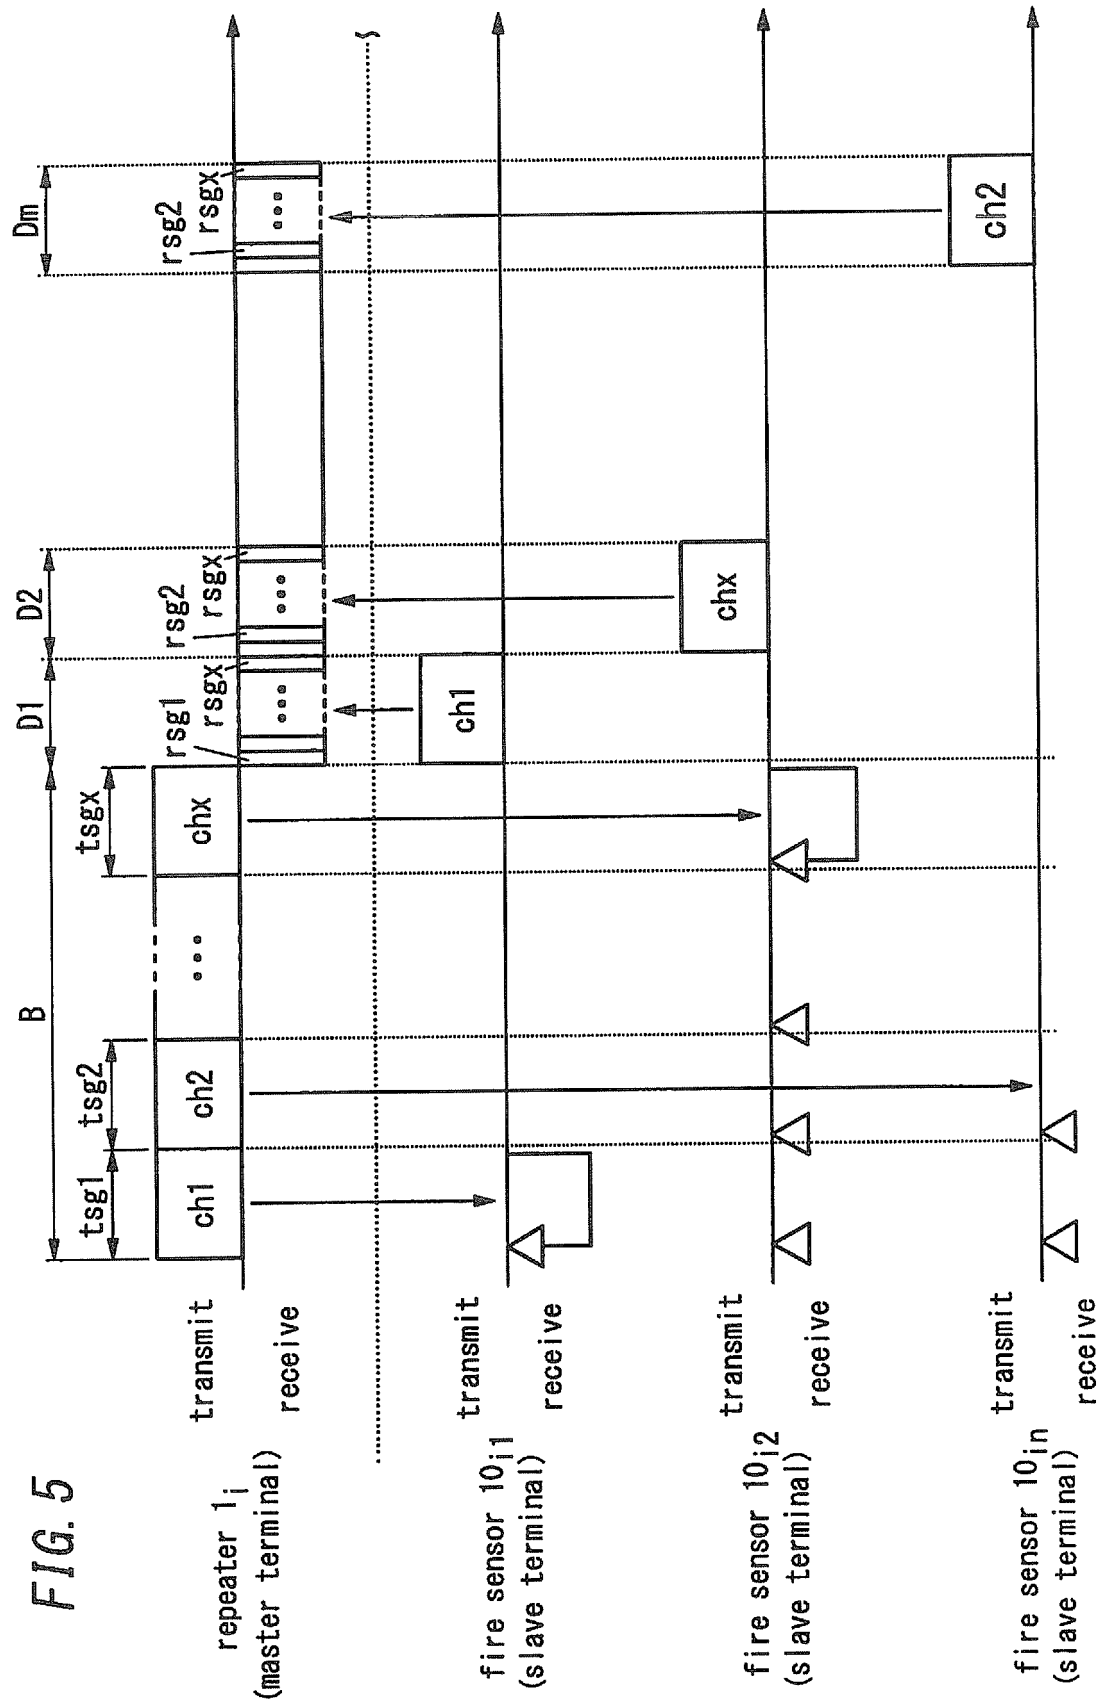 FIG. 5
B
D1
D2
Dm
tsg1
tsg2
tsgx
rsg1
rsgx
rsg2
rsgx
rsg2
rsgx
ch1
ch2
•••
chx
•••
•••
•••
repeater 1i
(master terminal)
transmit
receive
fire sensor 10i1
(slave terminal)
transmit
receive
ch1
fire sensor 10i2
(slave terminal)
transmit
receive
chx
fire sensor 10in
(slave terminal)
transmit
receive
ch2